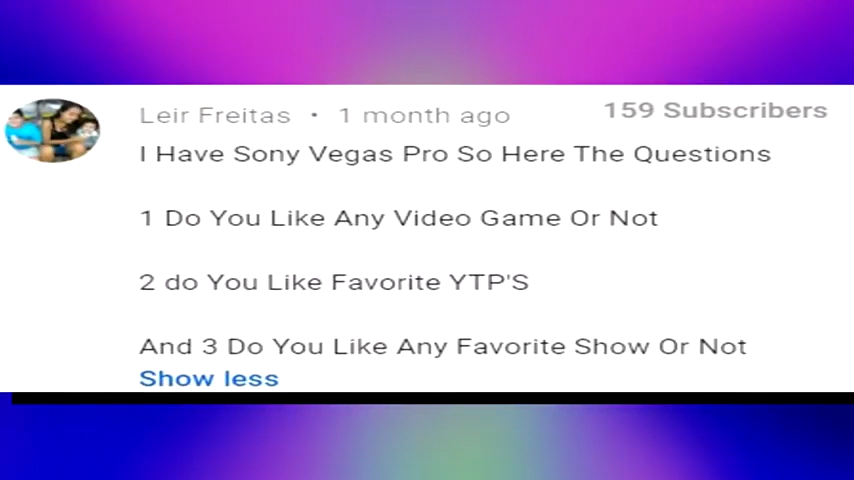 Leir Freitas • 1 month ago 159 Subscribers
I Have Sony Vegas Pro So Here The Questions
1 Do You Like Any Video Game Or Not
2 do You Like Favorite YTP'S
And 3 Do You Like Any Favorite Show Or Not
Show less